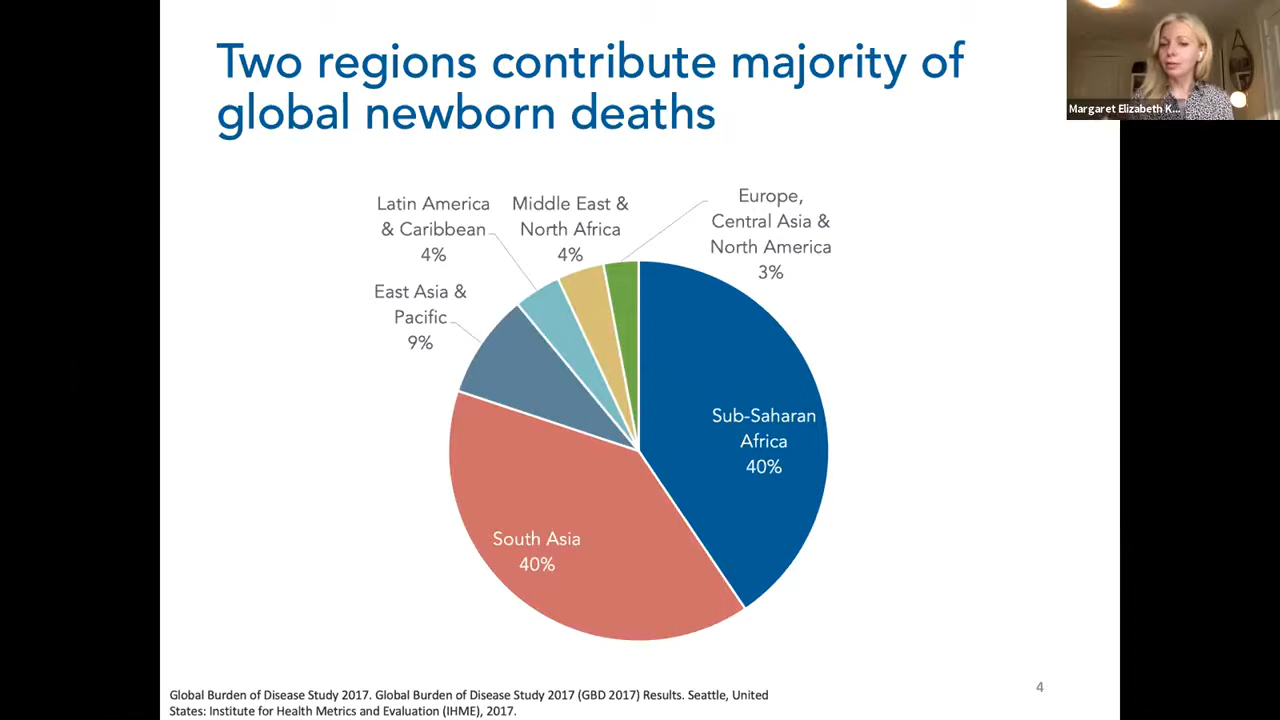 Two regions contribute majority of
global newborn deaths
Margaret Elizabeth K...
Latin America
& Caribbean
4%
Middle East &
North Africa
4%
Europe,
Central Asia &
North America
3%
East Asia &
Pacific
9%
Sub-Saharan
Africa
40%
South Asia
40%
Global Burden of Disease Study 2017. Global Burden of Disease Study 2017 (GBD 2017) Results. Seattle, United
States: Institute for Health Metrics and Evaluation (IHME), 2017.
4